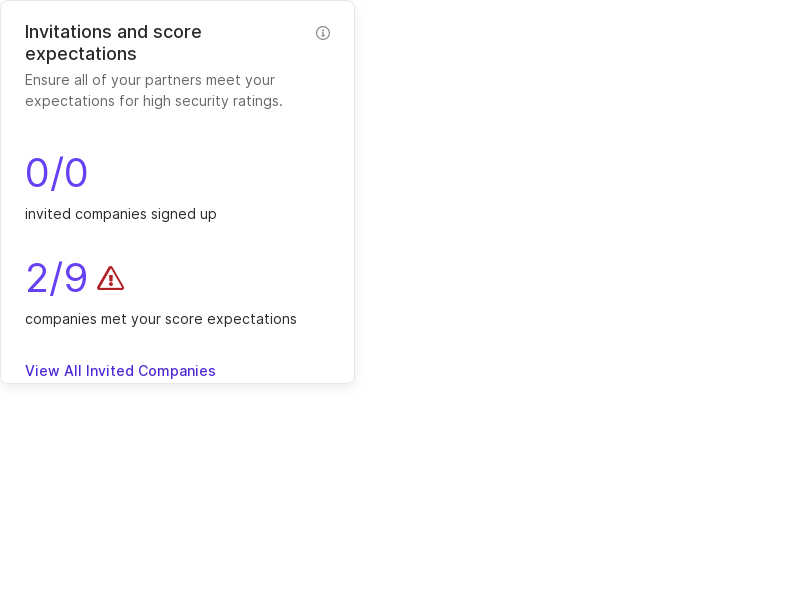 Invitations and score
expectations
Ensure all of your partners meet your
expectations for high security ratings.
0/0
invited companies signed up
2/9
companies met your score expectations
View All Invited Companies